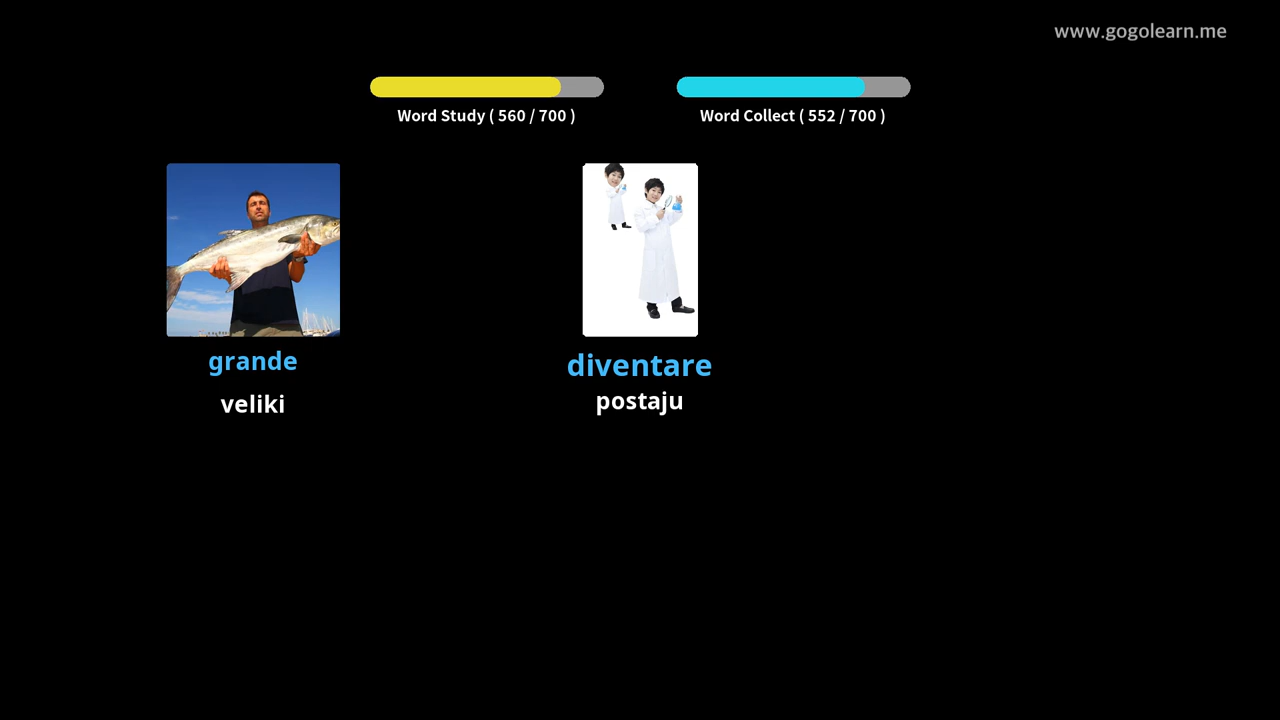 www.gogolearn.me
Word Study ( 560 / 700 )
Word Collect ( 552 / 700 )
grande
veliki
diventare
postaju